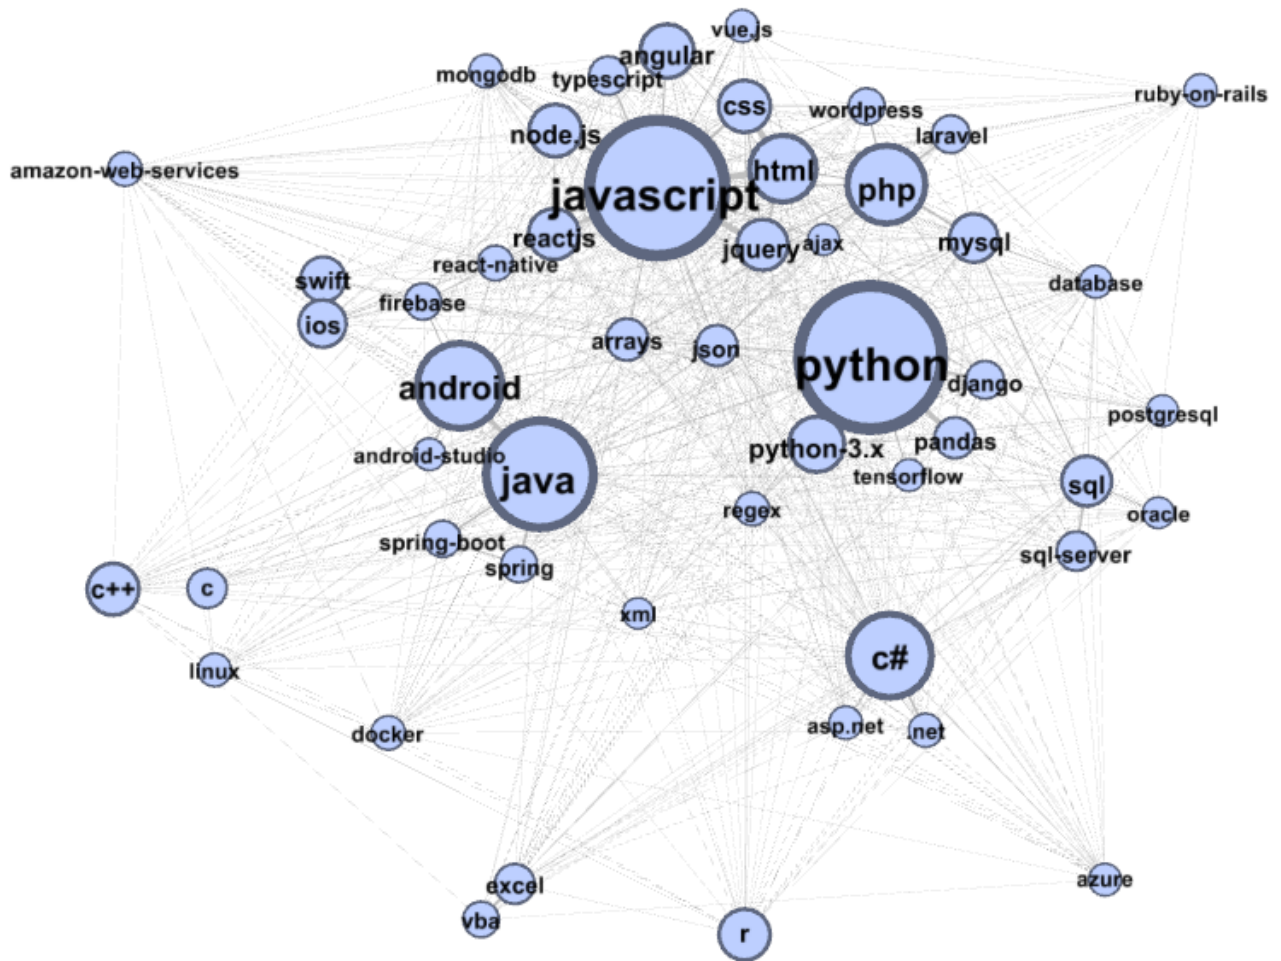 vue.js
angular
mongodb
typescript
ruby-on-rails
css
wordpress
node.js
laravel
amazon-web-services
html
javascript
php
reactjs
jquery
ajax
mysql
react-native
swift
database
firebase
ios
arrays
json
python
android
django
postgresql
python-3.x
pandas
android-studio
tensorflow
java
sql
regex
oracle
spring-boot
sql-server
spring
c++
c
xml
c#
linux
asp.net
.net
docker
excel
azure
vba
r